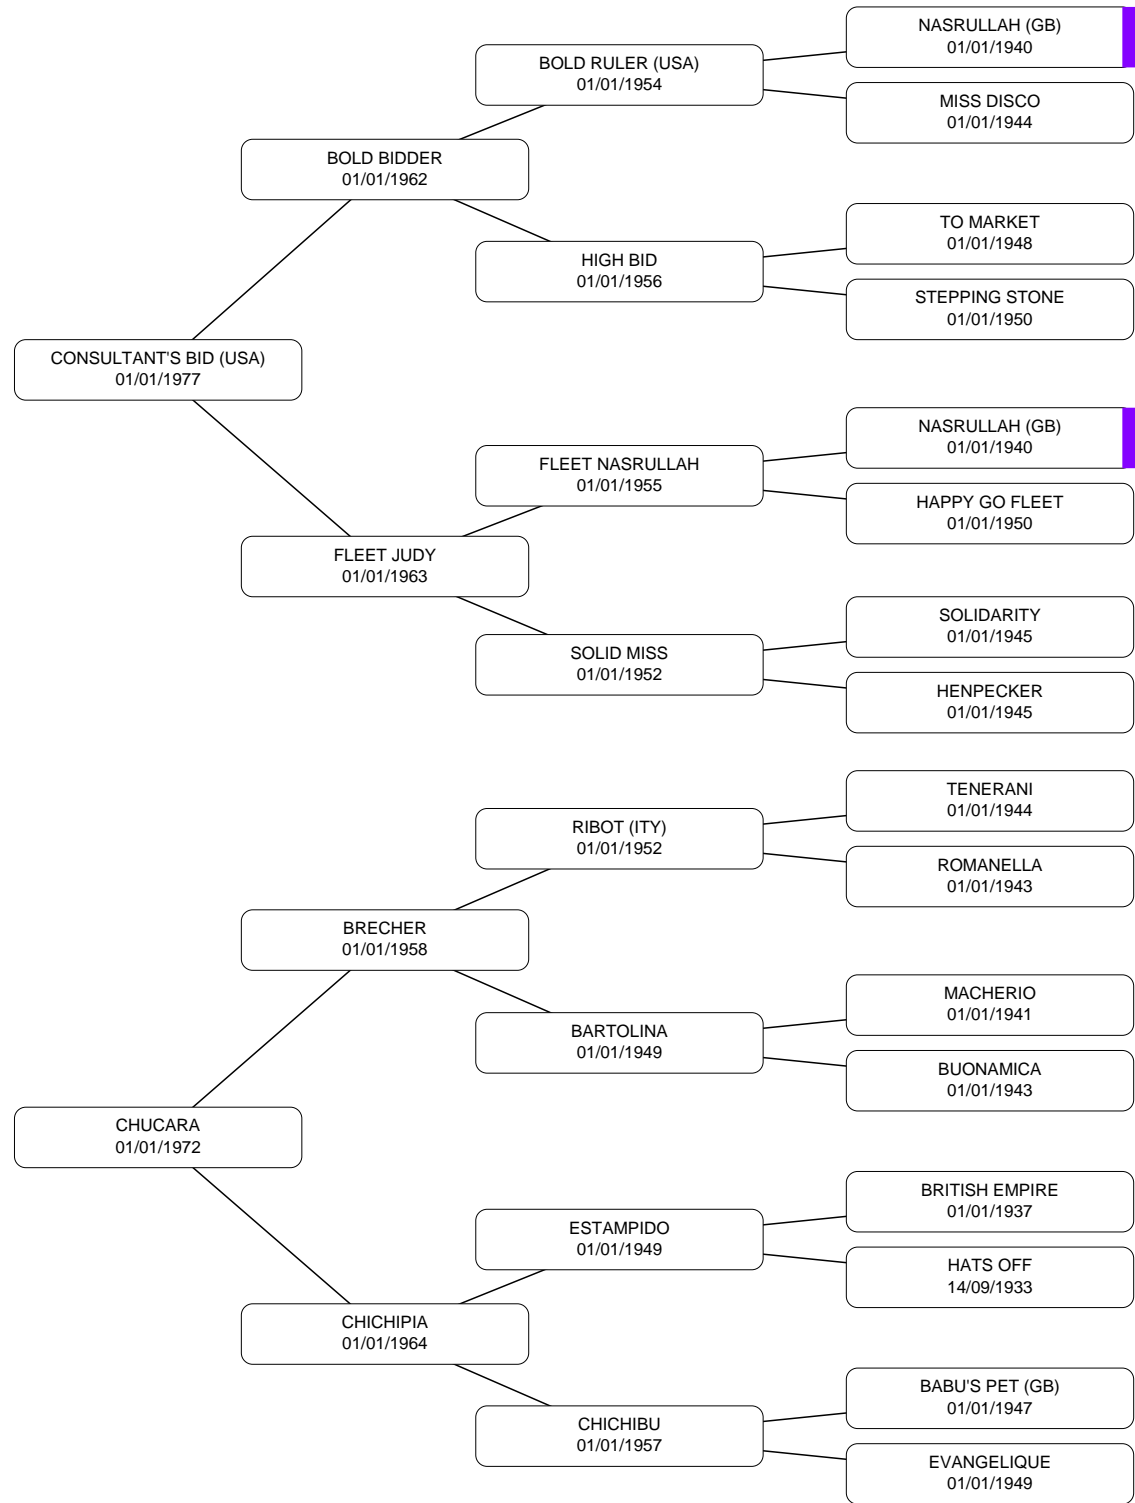 NASRULLAH (GB)
01/01/1940
BOLD RULER (USA)
01/01/1954
MISS DISCO
01/01/1944
BOLD BIDDER
01/01/1962
TO MARKET
01/01/1948
HIGH BID
01/01/1956
STEPPING STONE
01/01/1950
CONSULTANT'S BID (USA)
01/01/1977
NASRULLAH (GB)
01/01/1940
FLEET NASRULLAH
01/01/1955
HAPPY GO FLEET
01/01/1950
FLEET JUDY
01/01/1963
SOLIDARITY
01/01/1945
SOLID MISS
01/01/1952
HENPECKER
01/01/1945
TENERANI
01/01/1944
RIBOT (ITY)
01/01/1952
ROMANELLA
01/01/1943
BRECHER
01/01/1958
MACHERIO
01/01/1941
BARTOLINA
01/01/1949
BUONAMICA
01/01/1943
CHUCARA
01/01/1972
BRITISH EMPIRE
01/01/1937
ESTAMPIDO
01/01/1949
HATS OFF
14/09/1933
CHICHIPIA
01/01/1964
BABU'S PET (GB)
01/01/1947
CHICHIBU
01/01/1957
EVANGELIQUE
01/01/1949